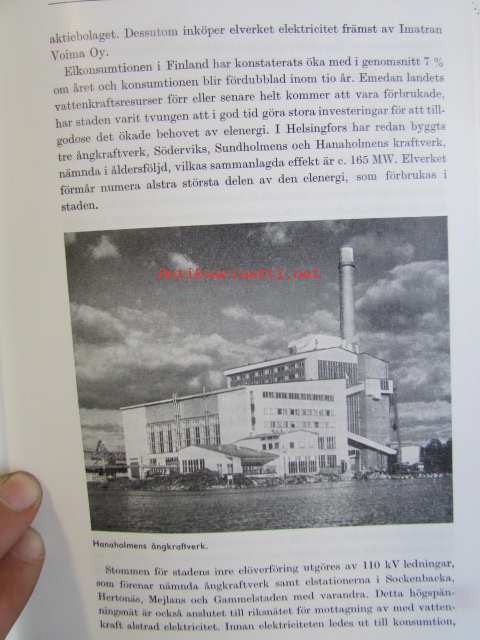 aktiebolaget. Dessutom inköper elverket elektricitet främst av Imatran
Voima Oy.
Elkonsumtionen i Finland har konstaterats öka med i genomsnitt 7 %
om året och konsumtionen blir fördubblad inom tio år. Emedan landets
vattenkraftsresurser förr eller senare helt kommer att vara förbrukade,
har staden varit tvungen att i god tid göra stora investeringar för att till-
godose det ökade behovet av elenergi. I Helsingfors har redan byggts
tre ångkraftverk, Söderviks, Sundholmens och Hanaholmens kraftverk,
nämnda i åldersföljd, vilkas sammanlagda effekt är c. 165 MW. Elverket
förmår numera alstra största delen av den elenergi, som förbrukas i
staden.
Antikvariaatti2.net
Hanaholmens ångkraftverk.
Stommen för stadens inre elöverföring utgöres av 110 kV ledningar,
som förenar nämnda ångkraftverk samt elstationerna i Sockenbacka,
Hertonäs, Mejlans och Gammelstaden med varandra. Detta högspän-
ningsnät är också anslutet till riksnätet för mottagning av med vatten-
kraft alstrad elektricitet. Innan elektriciteten ledes ut till konsumtion,